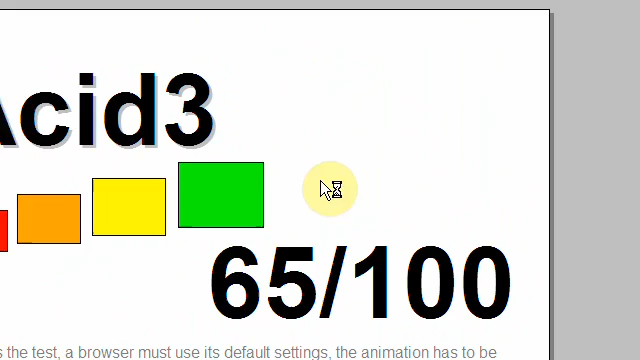 Acid3
65/100
s the test, a browser must use its default settings, the animation has to be